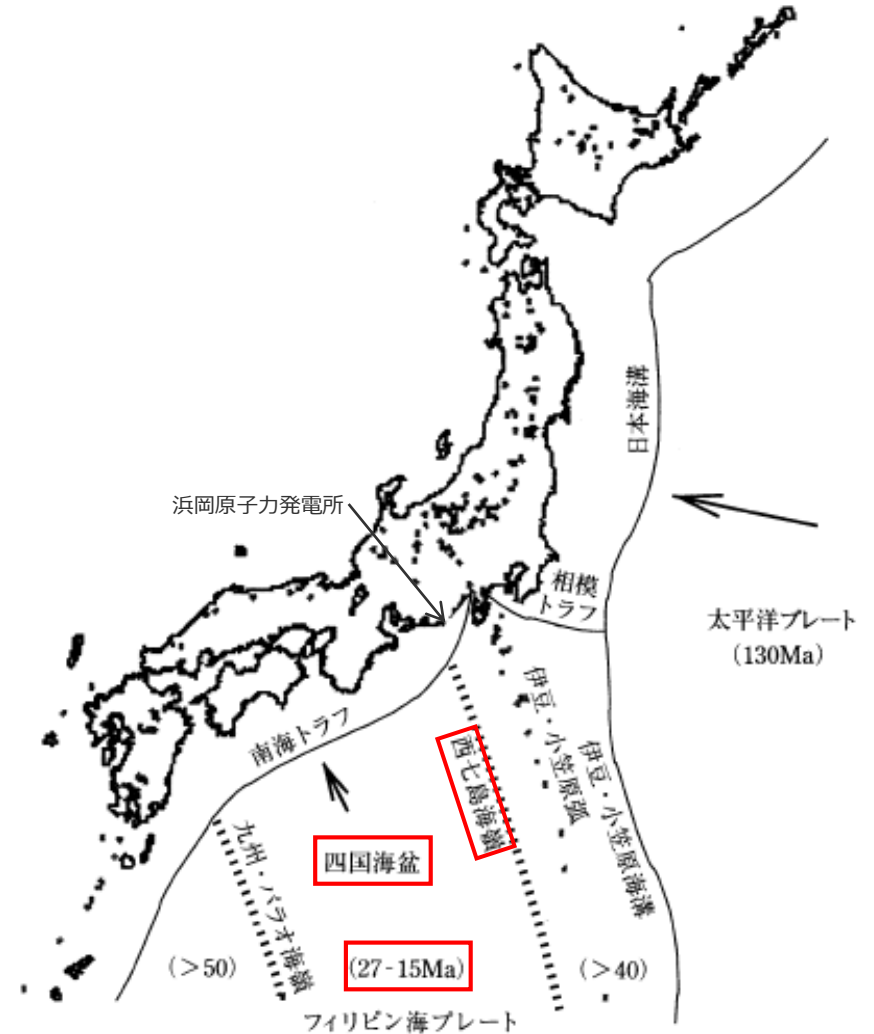 日本海溝
浜岡原子力発電所
相模
トラフ
太平洋プレート
(130Ma)
南海トラフ
西七島海嶺
伊豆・小笠原弧
伊豆・小笠原海溝
四国海盆
九州・パラオ海嶺
(>50)
(27-15Ma)
(>40)
フィリピン海プレート